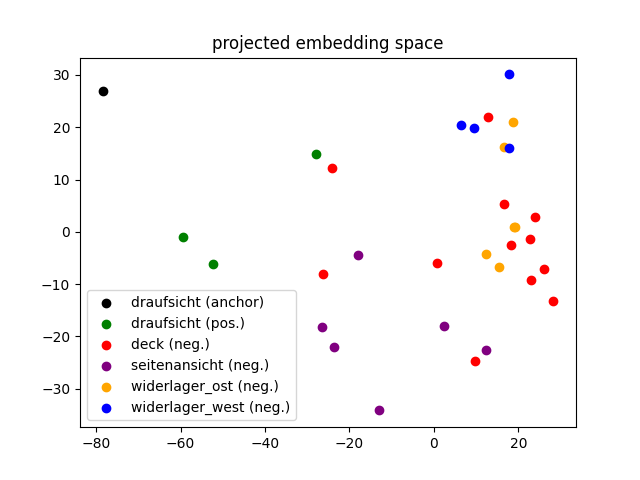 projected embedding space
30
20
10
0
−10
−20
−30
draufsicht (anchor)
draufsicht (pos.)
deck (neg.)
seitenansicht (neg.)
widerlager_ost (neg.)
widerlager_west (neg.)
−80 −60 −40 −20 0 20